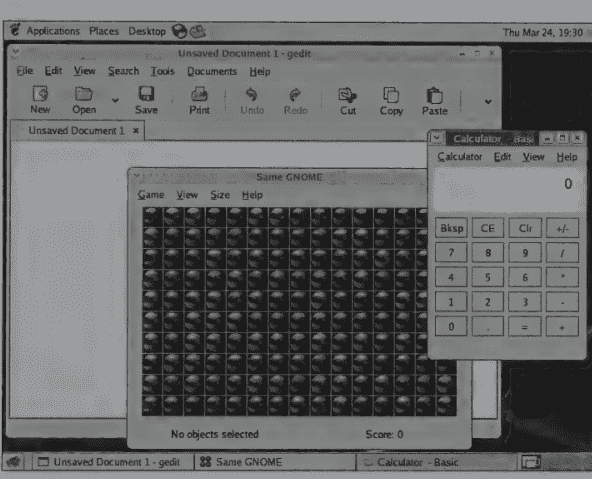 Applications Places Desktop
Thu Mar 24, 19:30
Unsaved Document 1 - gedit
File Edit View Search Tools Documents Help
New Open Save Print Undo Redo Cut Copy Paste
Unsaved Document 1 ×
Calculator - Basi
Calculator Edit View Help
0
Bksp CE Clr +/-
7 8 9 /
4 5 6 *
1 2 3 -
0 . = +
Same GNOME
Game View Size Help
No objects selected Score: 0
Unsaved Document 1 - gedit Same GNOME Calculator - Basic